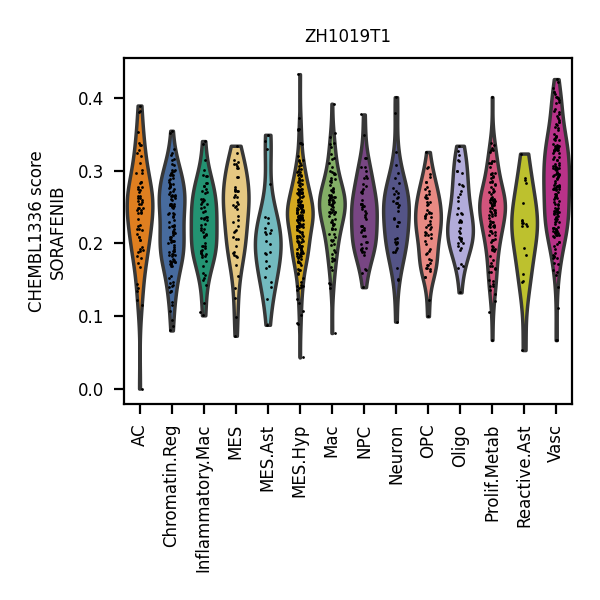 ZH1019T1
CHEMBL1336 score
SORAFENIB
0.4
0.3
0.2
0.1
0.0
AC
Chromatin.Reg
Inflammatory.Mac
MES
MES.Ast
MES.Hyp
Mac
NPC
Neuron
OPC
Oligo
Prolif.Metab
Reactive.Ast
Vasc